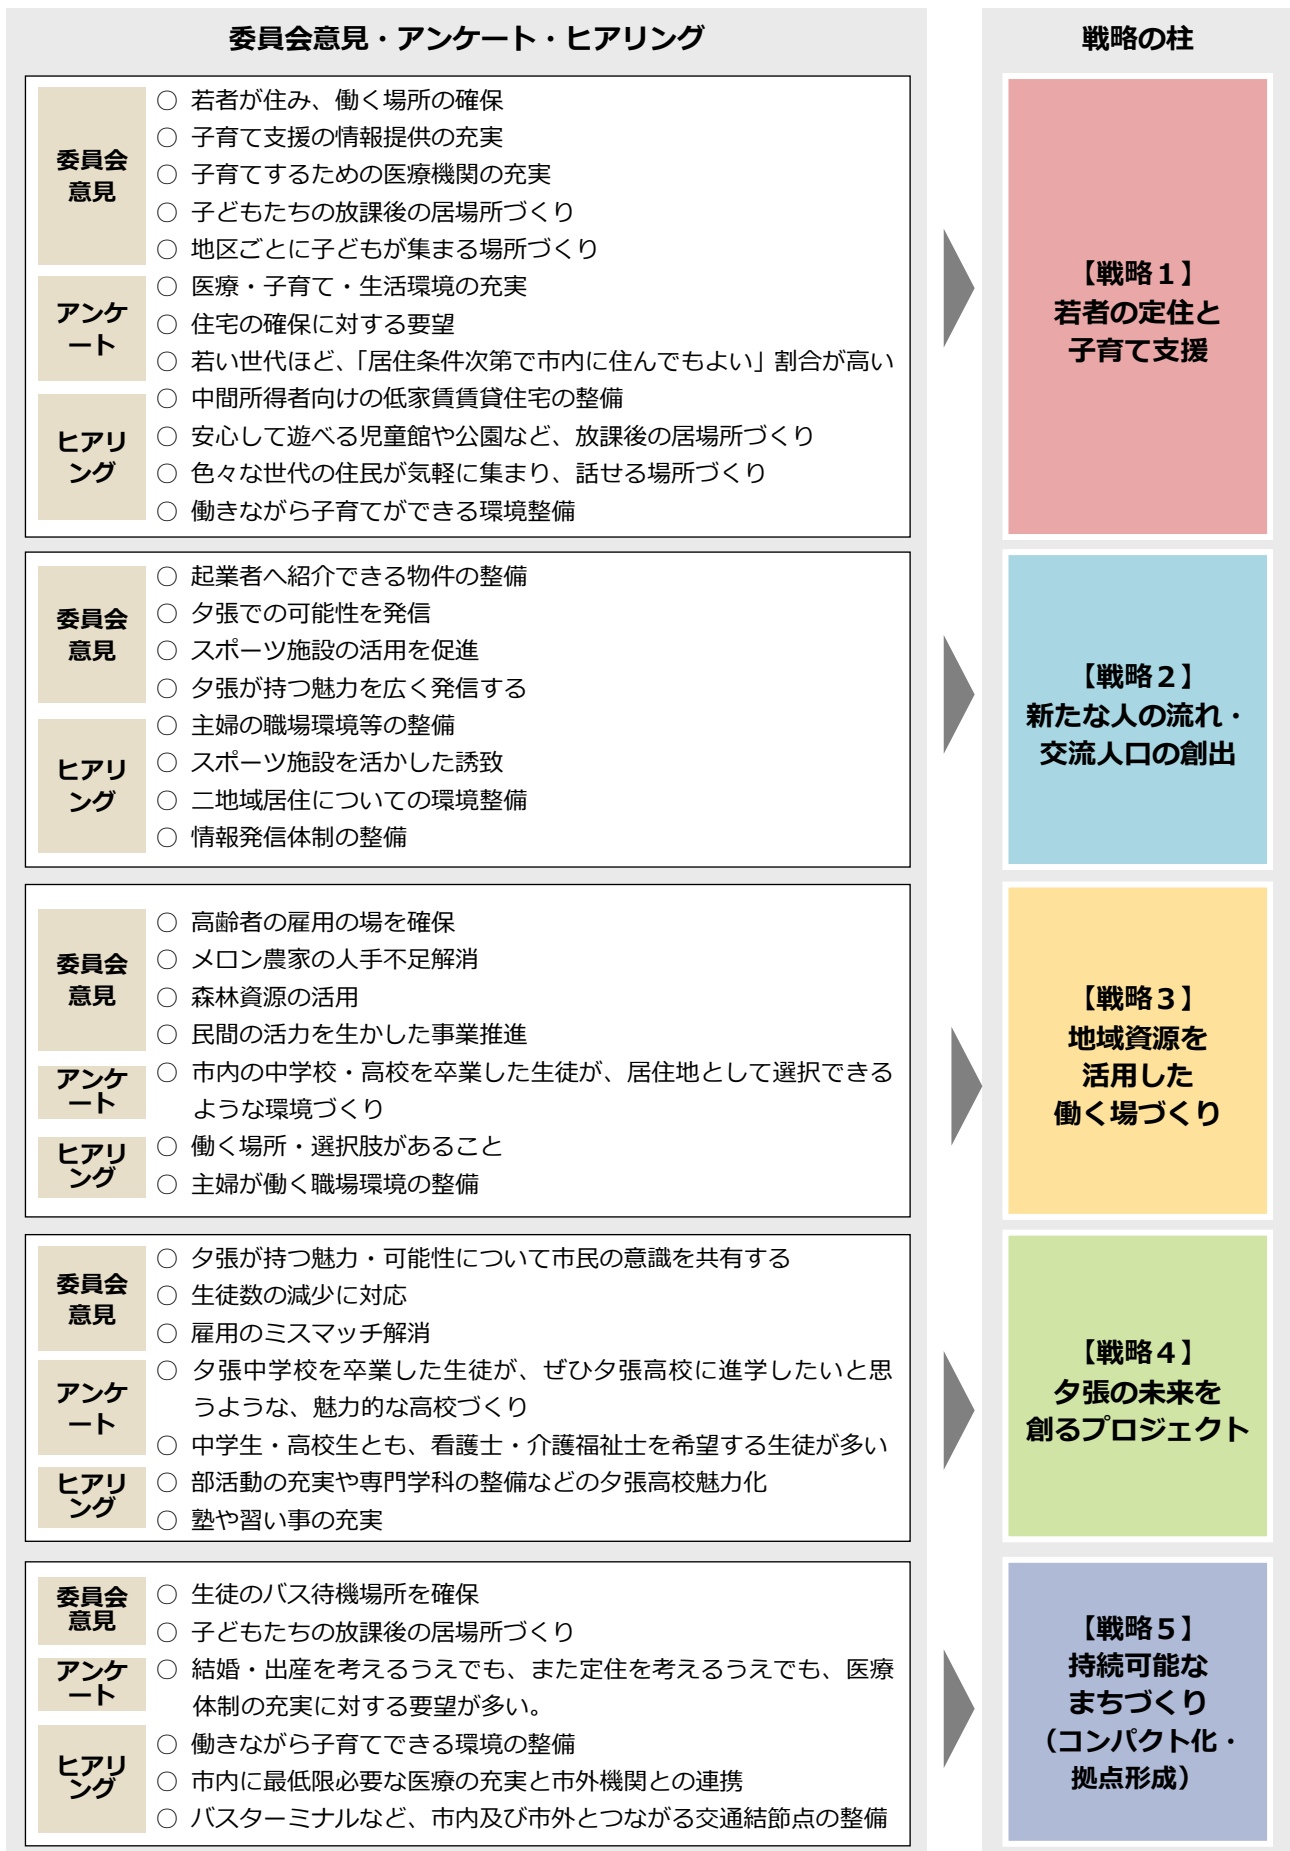 委員会意見・アンケート・ヒアリング
戦略の柱
委員会
意見
○ 若者が住み、働く場所の確保
○ 子育て支援の情報提供の充実
○ 子育てするための医療機関の充実
○ 子どもたちの放課後の居場所づくり
○ 地区ごとに子どもが集まる場所づくり
アンケ
ート
○ 医療・子育て・生活環境の充実
○ 住宅の確保に対する要望
○ 若い世代ほど、「居住条件次第で市内に住んでもよい」割合が高い
ヒアリ
ング
○ 中間所得者向けの低家賃賃貸住宅の整備
○ 安心して遊べる児童館や公園など、放課後の居場所づくり
○ 色々な世代の住民が気軽に集まり、話せる場所づくり
○ 働きながら子育てができる環境整備
【戦略1】
若者の定住と
子育て支援
委員会
意見
○ 起業者へ紹介できる物件の整備
○ 夕張での可能性を発信
○ スポーツ施設の活用を促進
○ 夕張が持つ魅力を広く発信する
ヒアリ
ング
○ 主婦の職場環境等の整備
○ スポーツ施設を活かした誘致
○ 二地域居住についての環境整備
○ 情報発信体制の整備
【戦略2】
新たな人の流れ・
交流人口の創出
委員会
意見
○ 高齢者の雇用の場を確保
○ メロン農家の人手不足解消
○ 森林資源の活用
○ 民間の活力を生かした事業推進
アンケ
ート
○ 市内の中学校・高校を卒業した生徒が、居住地として選択できる
ような環境づくり
ヒアリ
ング
○ 働く場所・選択肢があること
○ 主婦が働く職場環境の整備
【戦略3】
地域資源を
活用した
働く場づくり
委員会
意見
○ 夕張が持つ魅力・可能性について市民の意識を共有する
○ 生徒数の減少に対応
○ 雇用のミスマッチ解消
アンケ
ート
○ 夕張中学校を卒業した生徒が、ぜひ夕張高校に進学したいと思
うような、魅力的な高校づくり
○ 中学生・高校生とも、看護士・介護福祉士を希望する生徒が多い
ヒアリ
ング
○ 部活動の充実や専門学科の整備などの夕張高校魅力化
○ 塾や習い事の充実
【戦略4】
夕張の未来を
創るプロジェクト
委員会
意見
○ 生徒のバス待機場所を確保
○ 子どもたちの放課後の居場所づくり
アンケ
ート
○ 結婚・出産を考えるうえでも、また定住を考えるうえでも、医療
体制の充実に対する要望が多い。
ヒアリ
ング
○ 働きながら子育てできる環境の整備
○ 市内に最低限必要な医療の充実と市外機関との連携
○ バスターミナルなど、市内及び市外とつながる交通結節点の整備
【戦略5】
持続可能な
まちづくり
（コンパクト化・
拠点形成）